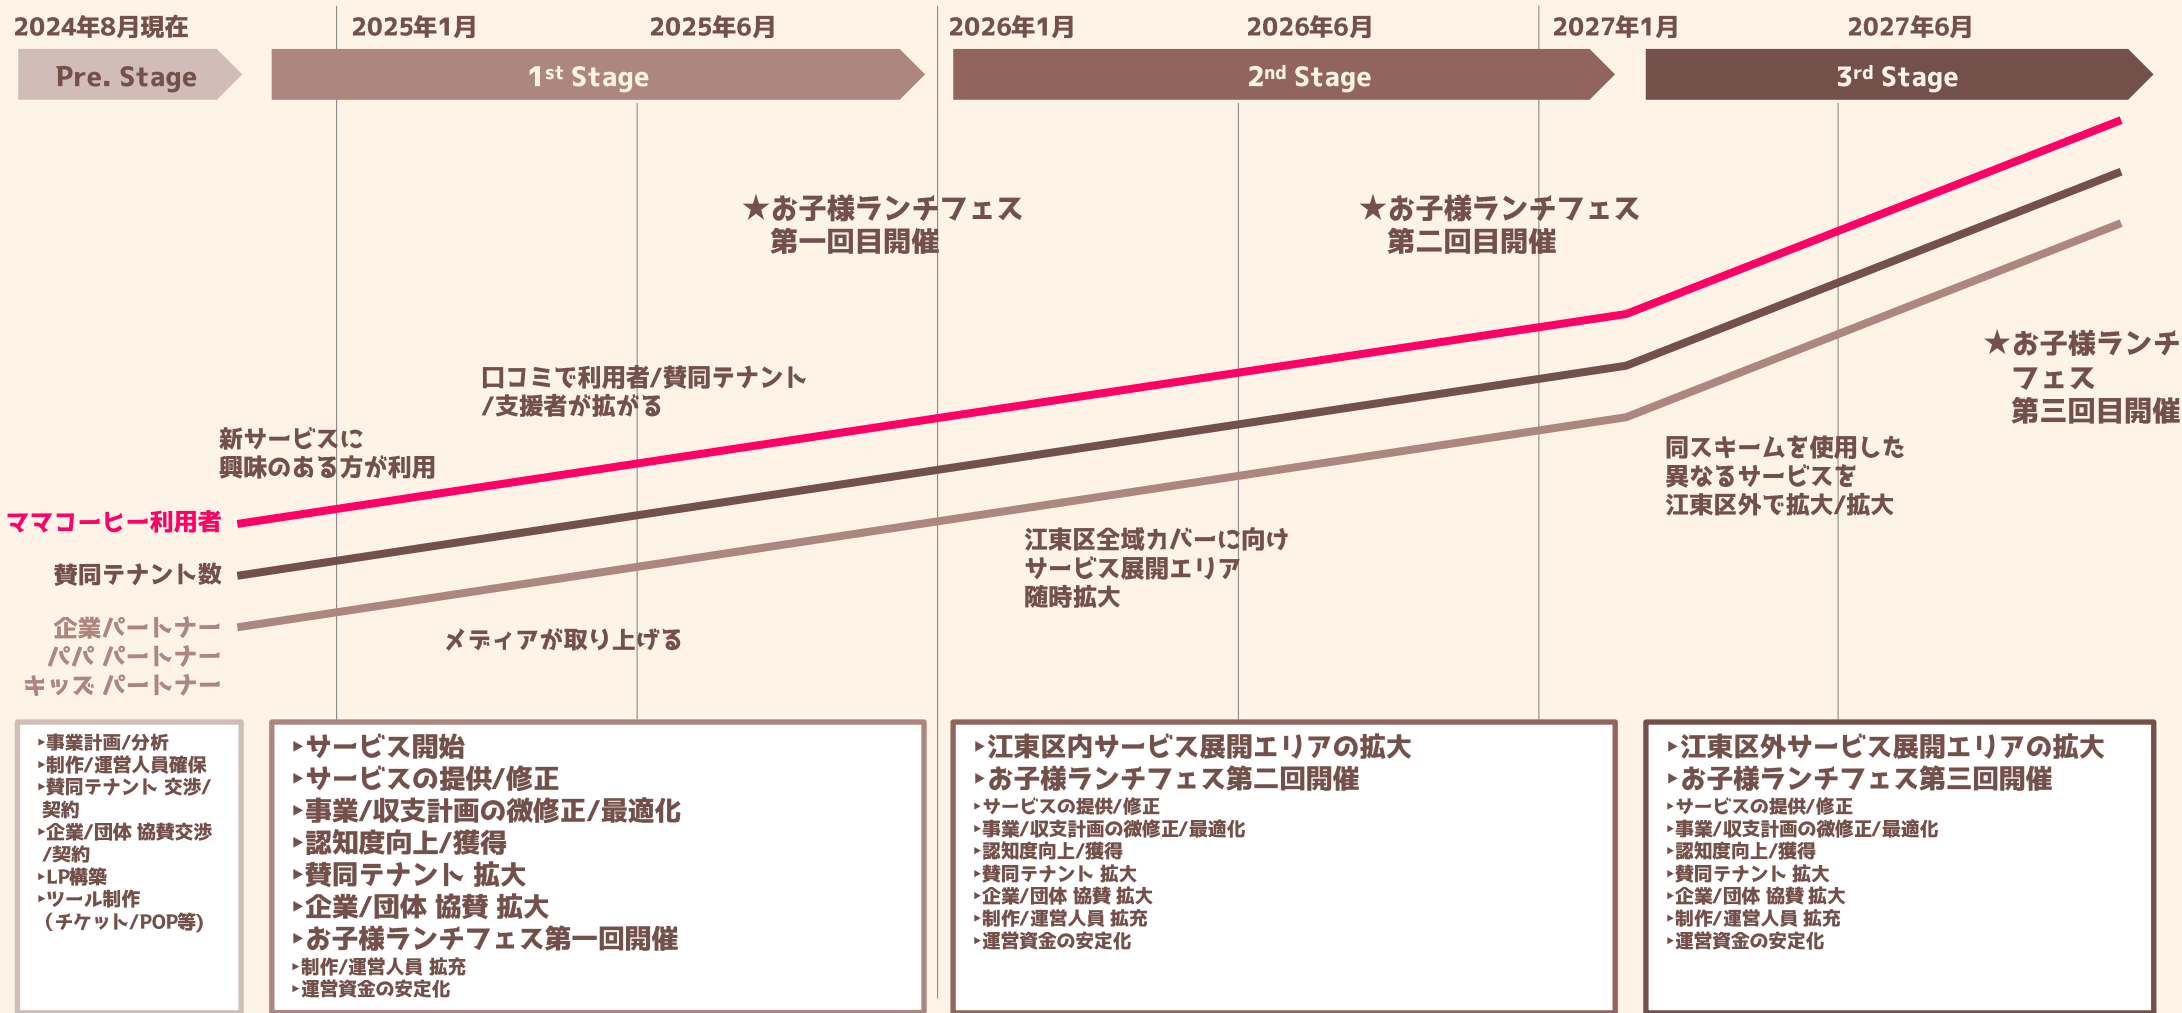 2024年8月現在
2025年1月
2025年6月
2026年1月
2026年6月
2027年1月
2027年6月
Pre. Stage
1st Stage
2nd Stage
3rd Stage
★お子様ランチフェス
第一回目開催
★お子様ランチフェス
第二回目開催
★お子様ランチ
フェス
第三回目開催
口コミで利用者/賛同テナント
/支援者が拡がる
新サービスに
興味のある方が利用
同スキームを使用した
異なるサービスを
江東区外で拡大/拡大
ママコーヒー利用者
賛同テナント数
企業パートナー
パパ パートナー
キッズ パートナー
江東区全域カバーに向け
サービス展開エリア
随時拡大
メディアが取り上げる
▸事業計画/分析
▸制作/運営人員確保
▸賛同テナント 交渉/
契約
▸企業/団体 協賛交渉
/契約
▸LP構築
▸ツール制作
（チケット/POP等)
▸サービス開始
▸サービスの提供/修正
▸事業/収支計画の微修正/最適化
▸認知度向上/獲得
▸賛同テナント 拡大
▸企業/団体 協賛 拡大
▸お子様ランチフェス第一回開催
▸制作/運営人員 拡充
▸運営資金の安定化
▸江東区内サービス展開エリアの拡大
▸お子様ランチフェス第二回開催
▸サービスの提供/修正
▸事業/収支計画の微修正/最適化
▸認知度向上/獲得
▸賛同テナント 拡大
▸企業/団体 協賛 拡大
▸制作/運営人員 拡充
▸運営資金の安定化
▸江東区外サービス展開エリアの拡大
▸お子様ランチフェス第三回開催
▸サービスの提供/修正
▸事業/収支計画の微修正/最適化
▸認知度向上/獲得
▸賛同テナント 拡大
▸企業/団体 協賛 拡大
▸制作/運営人員 拡充
▸運営資金の安定化